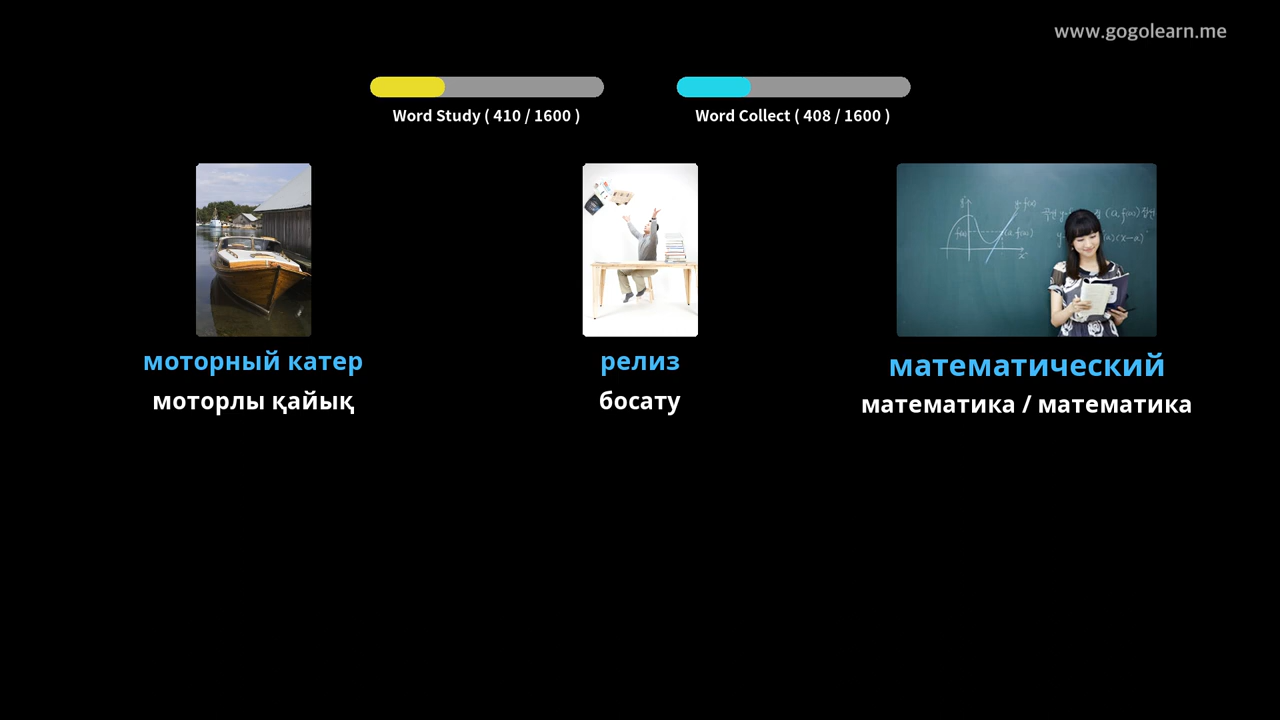 www.gogolearn.me
Word Study ( 410 / 1600 )
Word Collect ( 408 / 1600 )
моторный катер
моторлы қайық
релиз
босату
математический
математика / математика